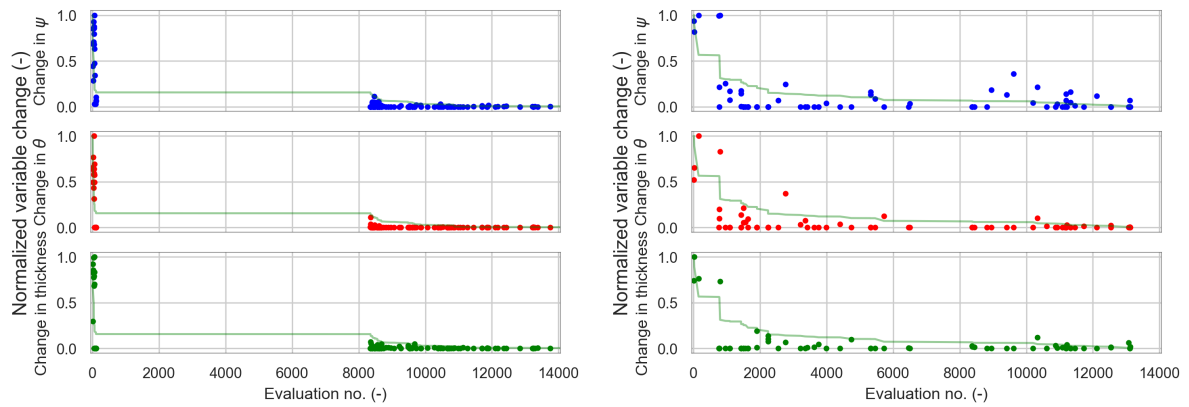 Normalized variable change (-)
Change in ψ
1.0
0.5
0.0
Change in θ
1.0
0.5
0.0
Change in thickness
1.0
0.5
0.0
0 2000 4000 6000 8000 10000 12000 14000
Evaluation no. (-)
Normalized variable change (-)
Change in ψ
1.0
0.5
0.0
Change in θ
1.0
0.5
0.0
Change in thickness
1.0
0.5
0.0
0 2000 4000 6000 8000 10000 12000 14000
Evaluation no. (-)